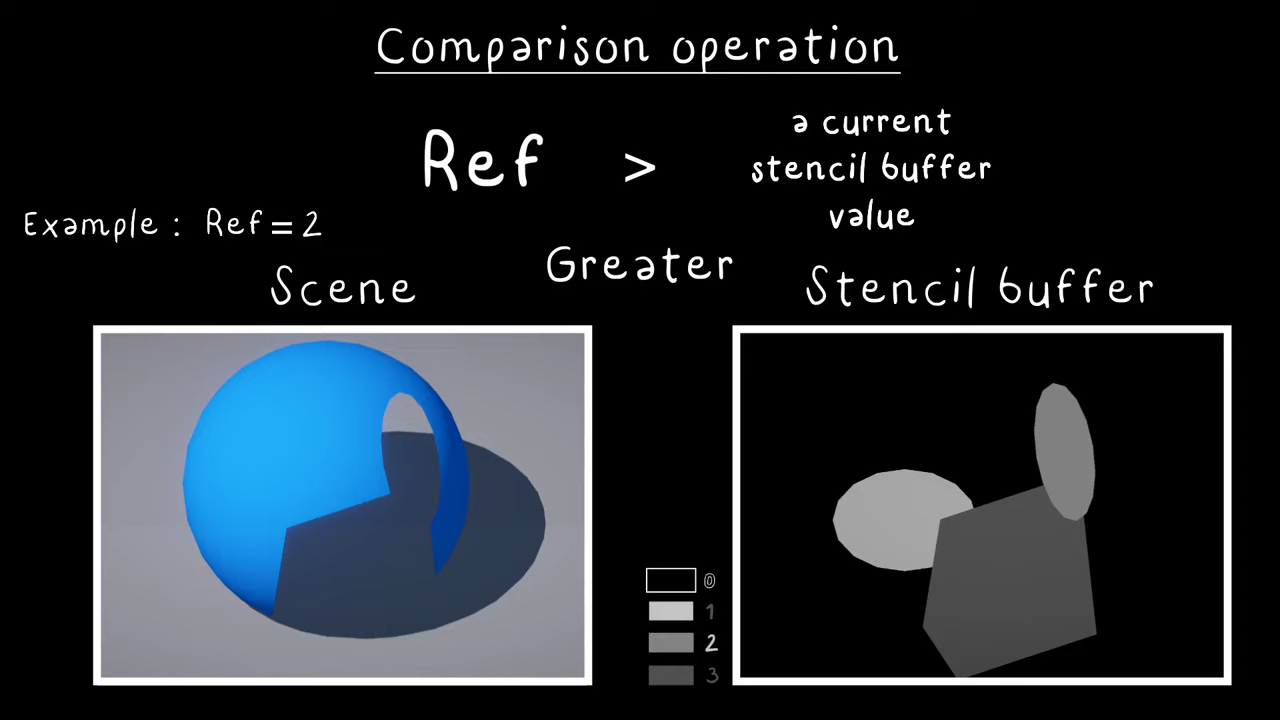 Comparison operation
Ref > a current
stencil buffer
value
Example : Ref = 2
Greater
Scene
Stencil buffer
0
1
2
3